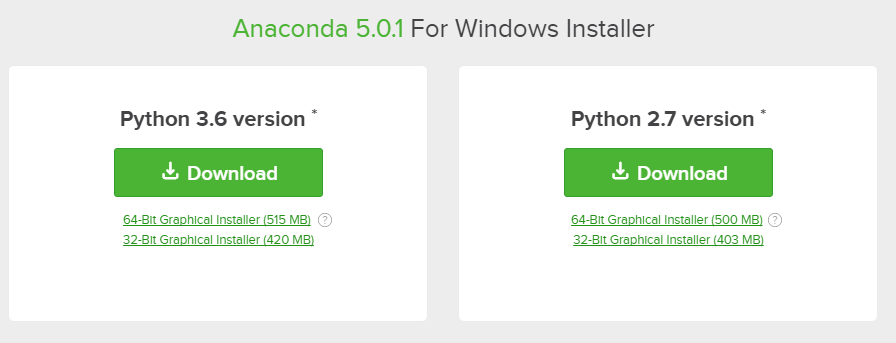 Anaconda 5.0.1 For Windows Installer
Python 3.6 version *
Download
64-Bit Graphical Installer (515 MB) ?
32-Bit Graphical Installer (420 MB)
Python 2.7 version *
Download
64-Bit Graphical Installer (500 MB) ?
32-Bit Graphical Installer (403 MB)